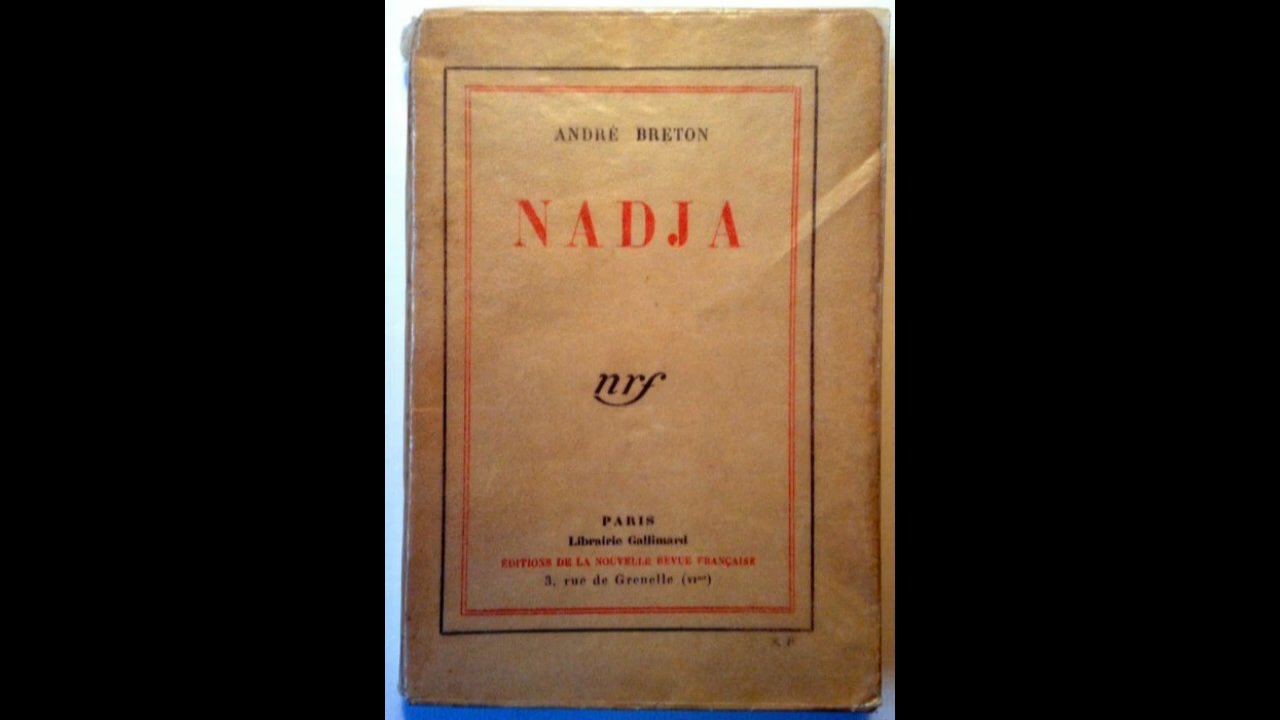 ANDRÉ BRETON
NADJA
nrf
PARIS
Librairie Gallimard
ÉDITIONS DE LA NOUVELLE REVUE FRANÇAISE
3, rue de Grenelle (VIme)
S. P.